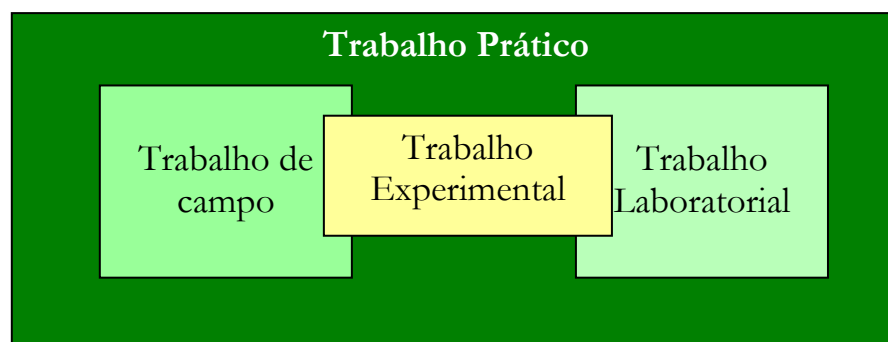 Trabalho Prático
Trabalho de
campo
Trabalho
Experimental
Trabalho
Laboratorial